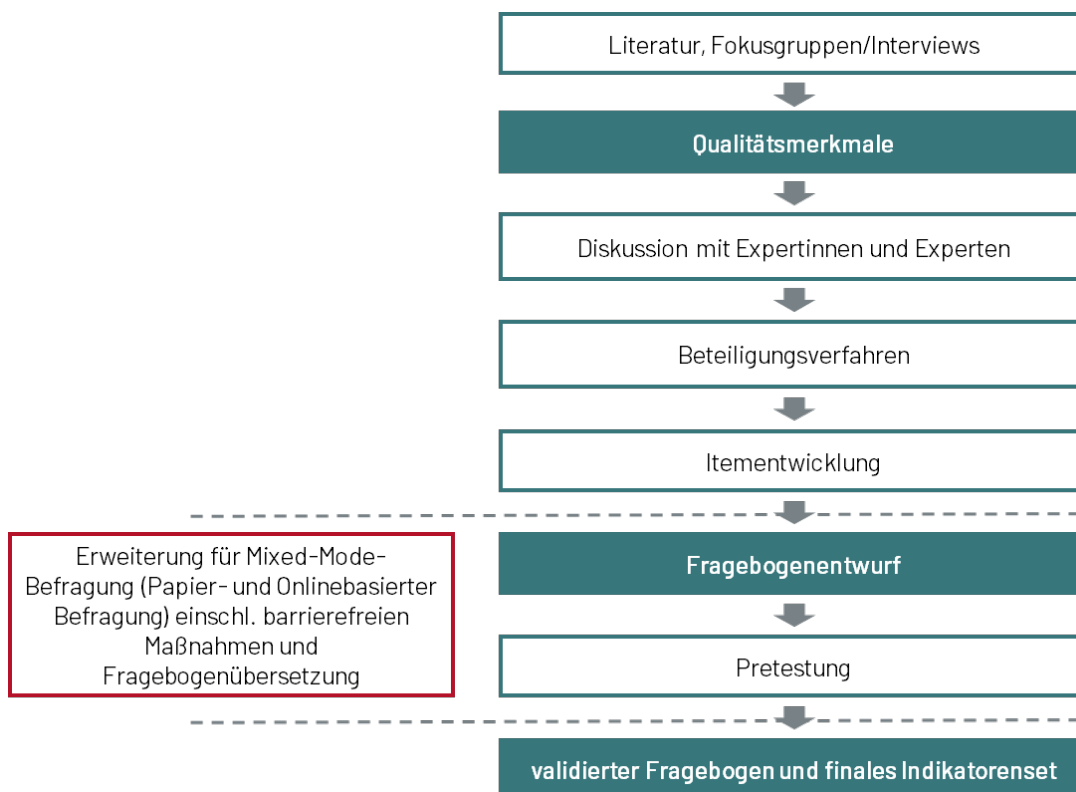 Literatur, Fokusgruppen/Interviews
Qualitätsmerkmale
Diskussion mit Expertinnen und Experten
Beteiligungsverfahren
Itementwicklung
Erweiterung für Mixed-Mode-
Befragung (Papier- und Onlinebasierter
Befragung) einschl. barrierefreien
Maßnahmen und
Fragebogenübersetzung
Fragebogenentwurf
Pretestung
validierter Fragebogen und finales Indikatorenset